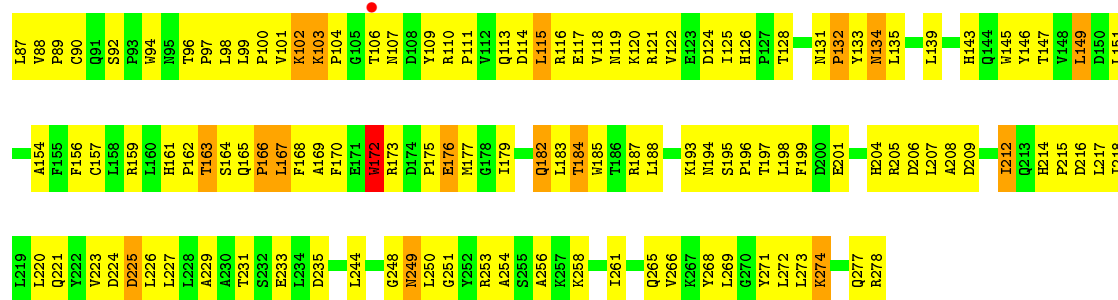 L87 V88 P89 C90 Q91 S92 P93 W94 N95 T96 P97 L98 L99 P100 V101 K102 K103 P104 G105 T106 N107 D108 Y109 R110 P111 V112 Q113 D114 L115 R116 E117 V118 N119 K120 R121 V122 E123 D124 I125 H126 P127 T128 N131 P132 Y133 N134 L135 L139 H143 Q144 W145 Y146 T147 V148 L149 D150 L151
A154 F155 F156 C157 L158 R159 L160 H161 P162 T163 S164 Q165 P166 L167 F168 A169 F170 E171 W172 R173 D174 P175 E176 M177 G178 I179 Q182 L183 T184 W185 T186 R187 L188 K193 N194 S195 P196 T197 L198 F199 D200 E201 H204 R205 D206 L207 A208 D209 I212 Q213 H214 P215 D216 L217 I218
L219 L220 Q221 Y222 V223 D224 D225 L226 L227 L228 A229 A230 T231 S232 E233 L234 D235 L244 G248 N249 L250 G251 Y252 R253 A254 S255 A256 K257 K258 I261 Q265 V266 K267 Y268 L269 G270 Y271 L272 L273 K274 Q277 R278